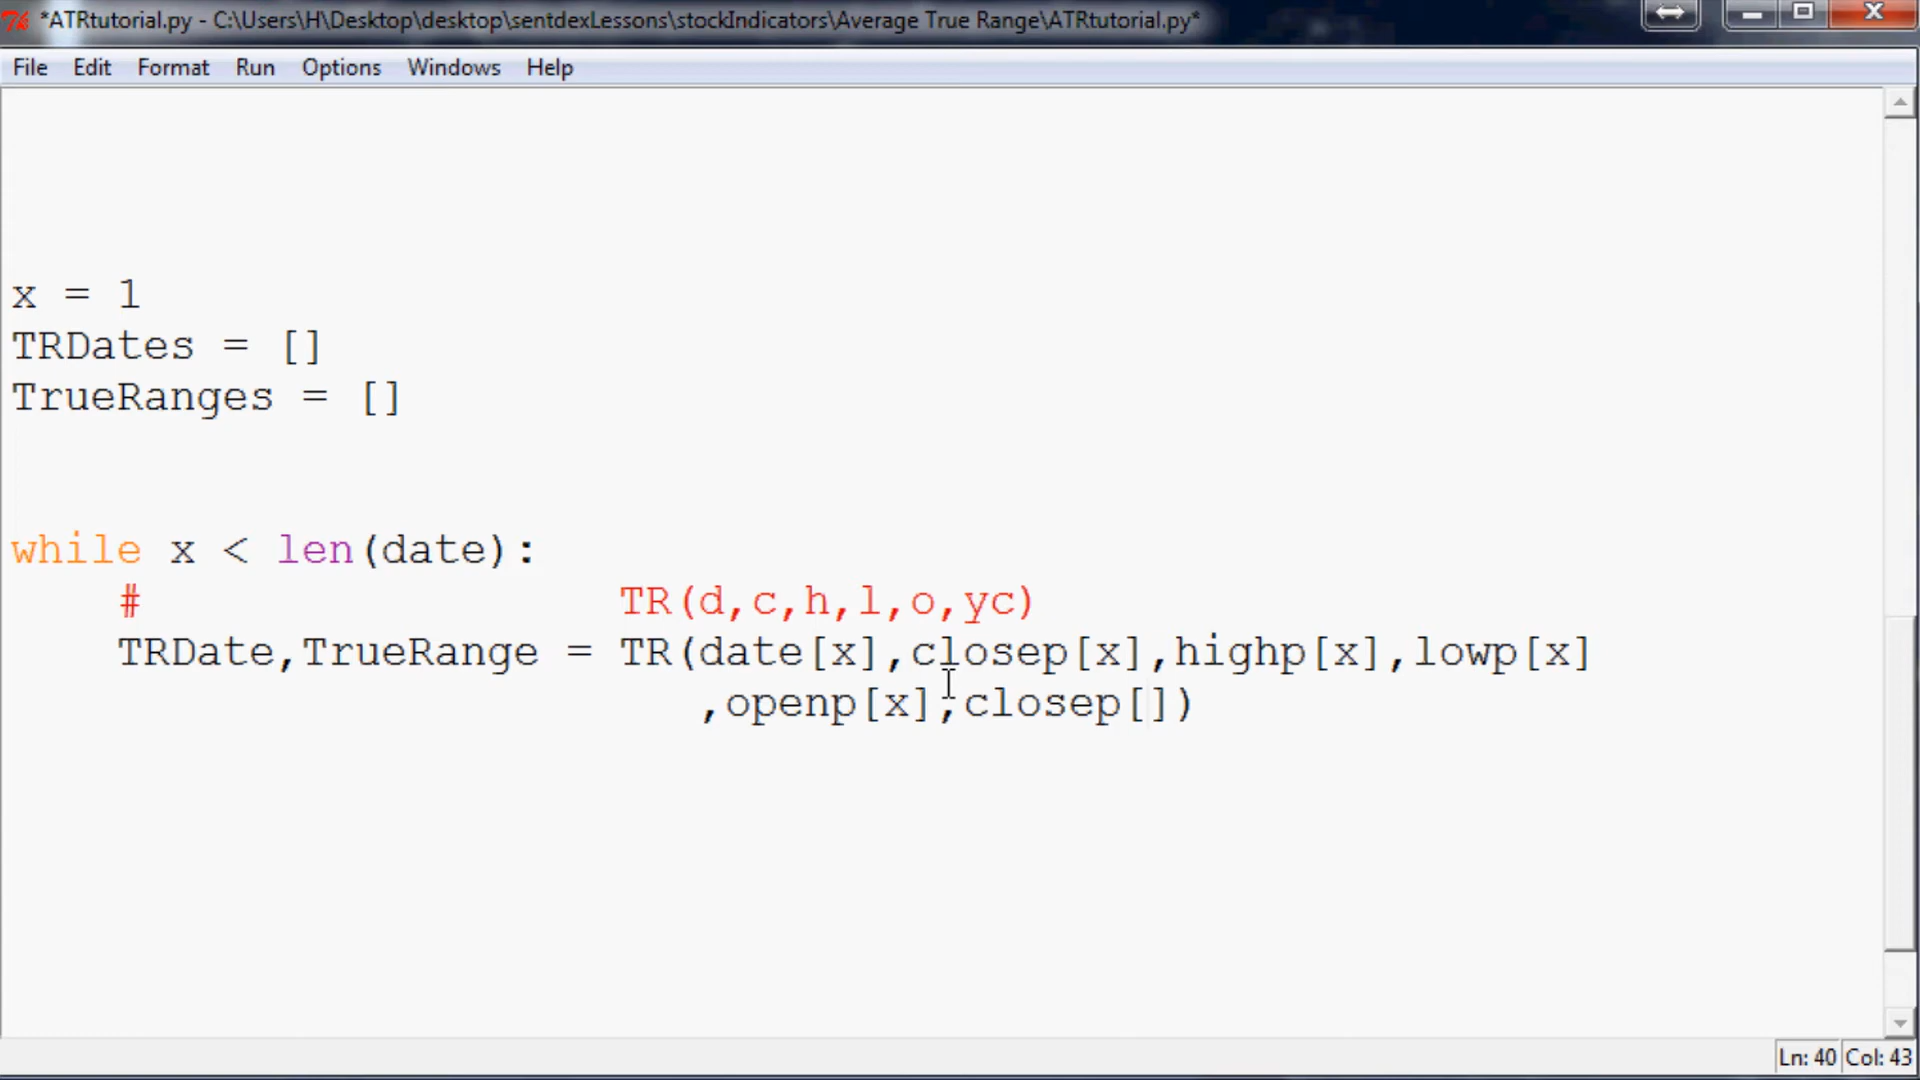 *ATRtutorial.py - C:\Users\H\Desktop\desktop\sentdexLessons\stockIndicators\Average True Range\ATRtutorial.py*
File Edit Format Run Options Windows Help
x = 1
TRDates = []
TrueRanges = []
while x < len(date):
    #                  TR(d,c,h,l,o,yc)
    TRDate,TrueRange = TR(date[x],closep[x],highp[x],lowp[x]
                          ,openp[x],closep[])
Ln: 40 Col: 43